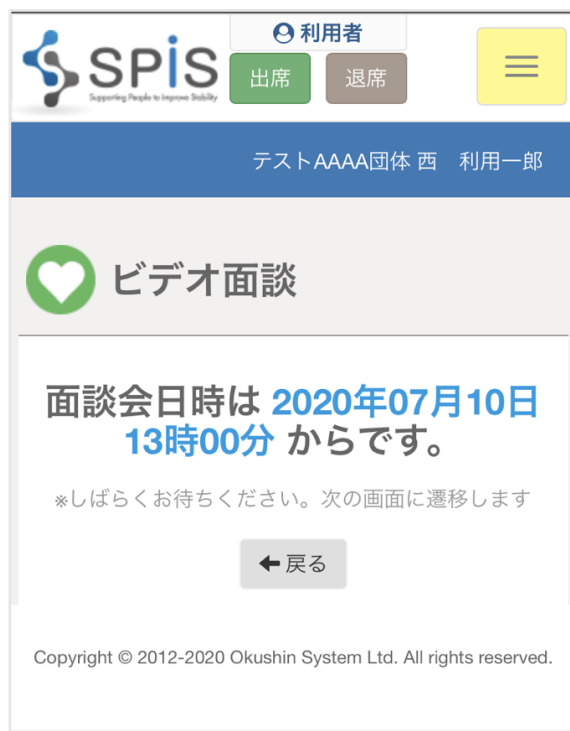 SPiS
Supporting People to Improve Stability
利用者
出席
退席
テストAAAA団体 西　利用一郎
ビデオ面談
面談会日時は 2020年07月10日
13時00分 からです。
※しばらくお待ちください。次の画面に遷移します
戻る
Copyright © 2012-2020 Okushin System Ltd. All rights reserved.